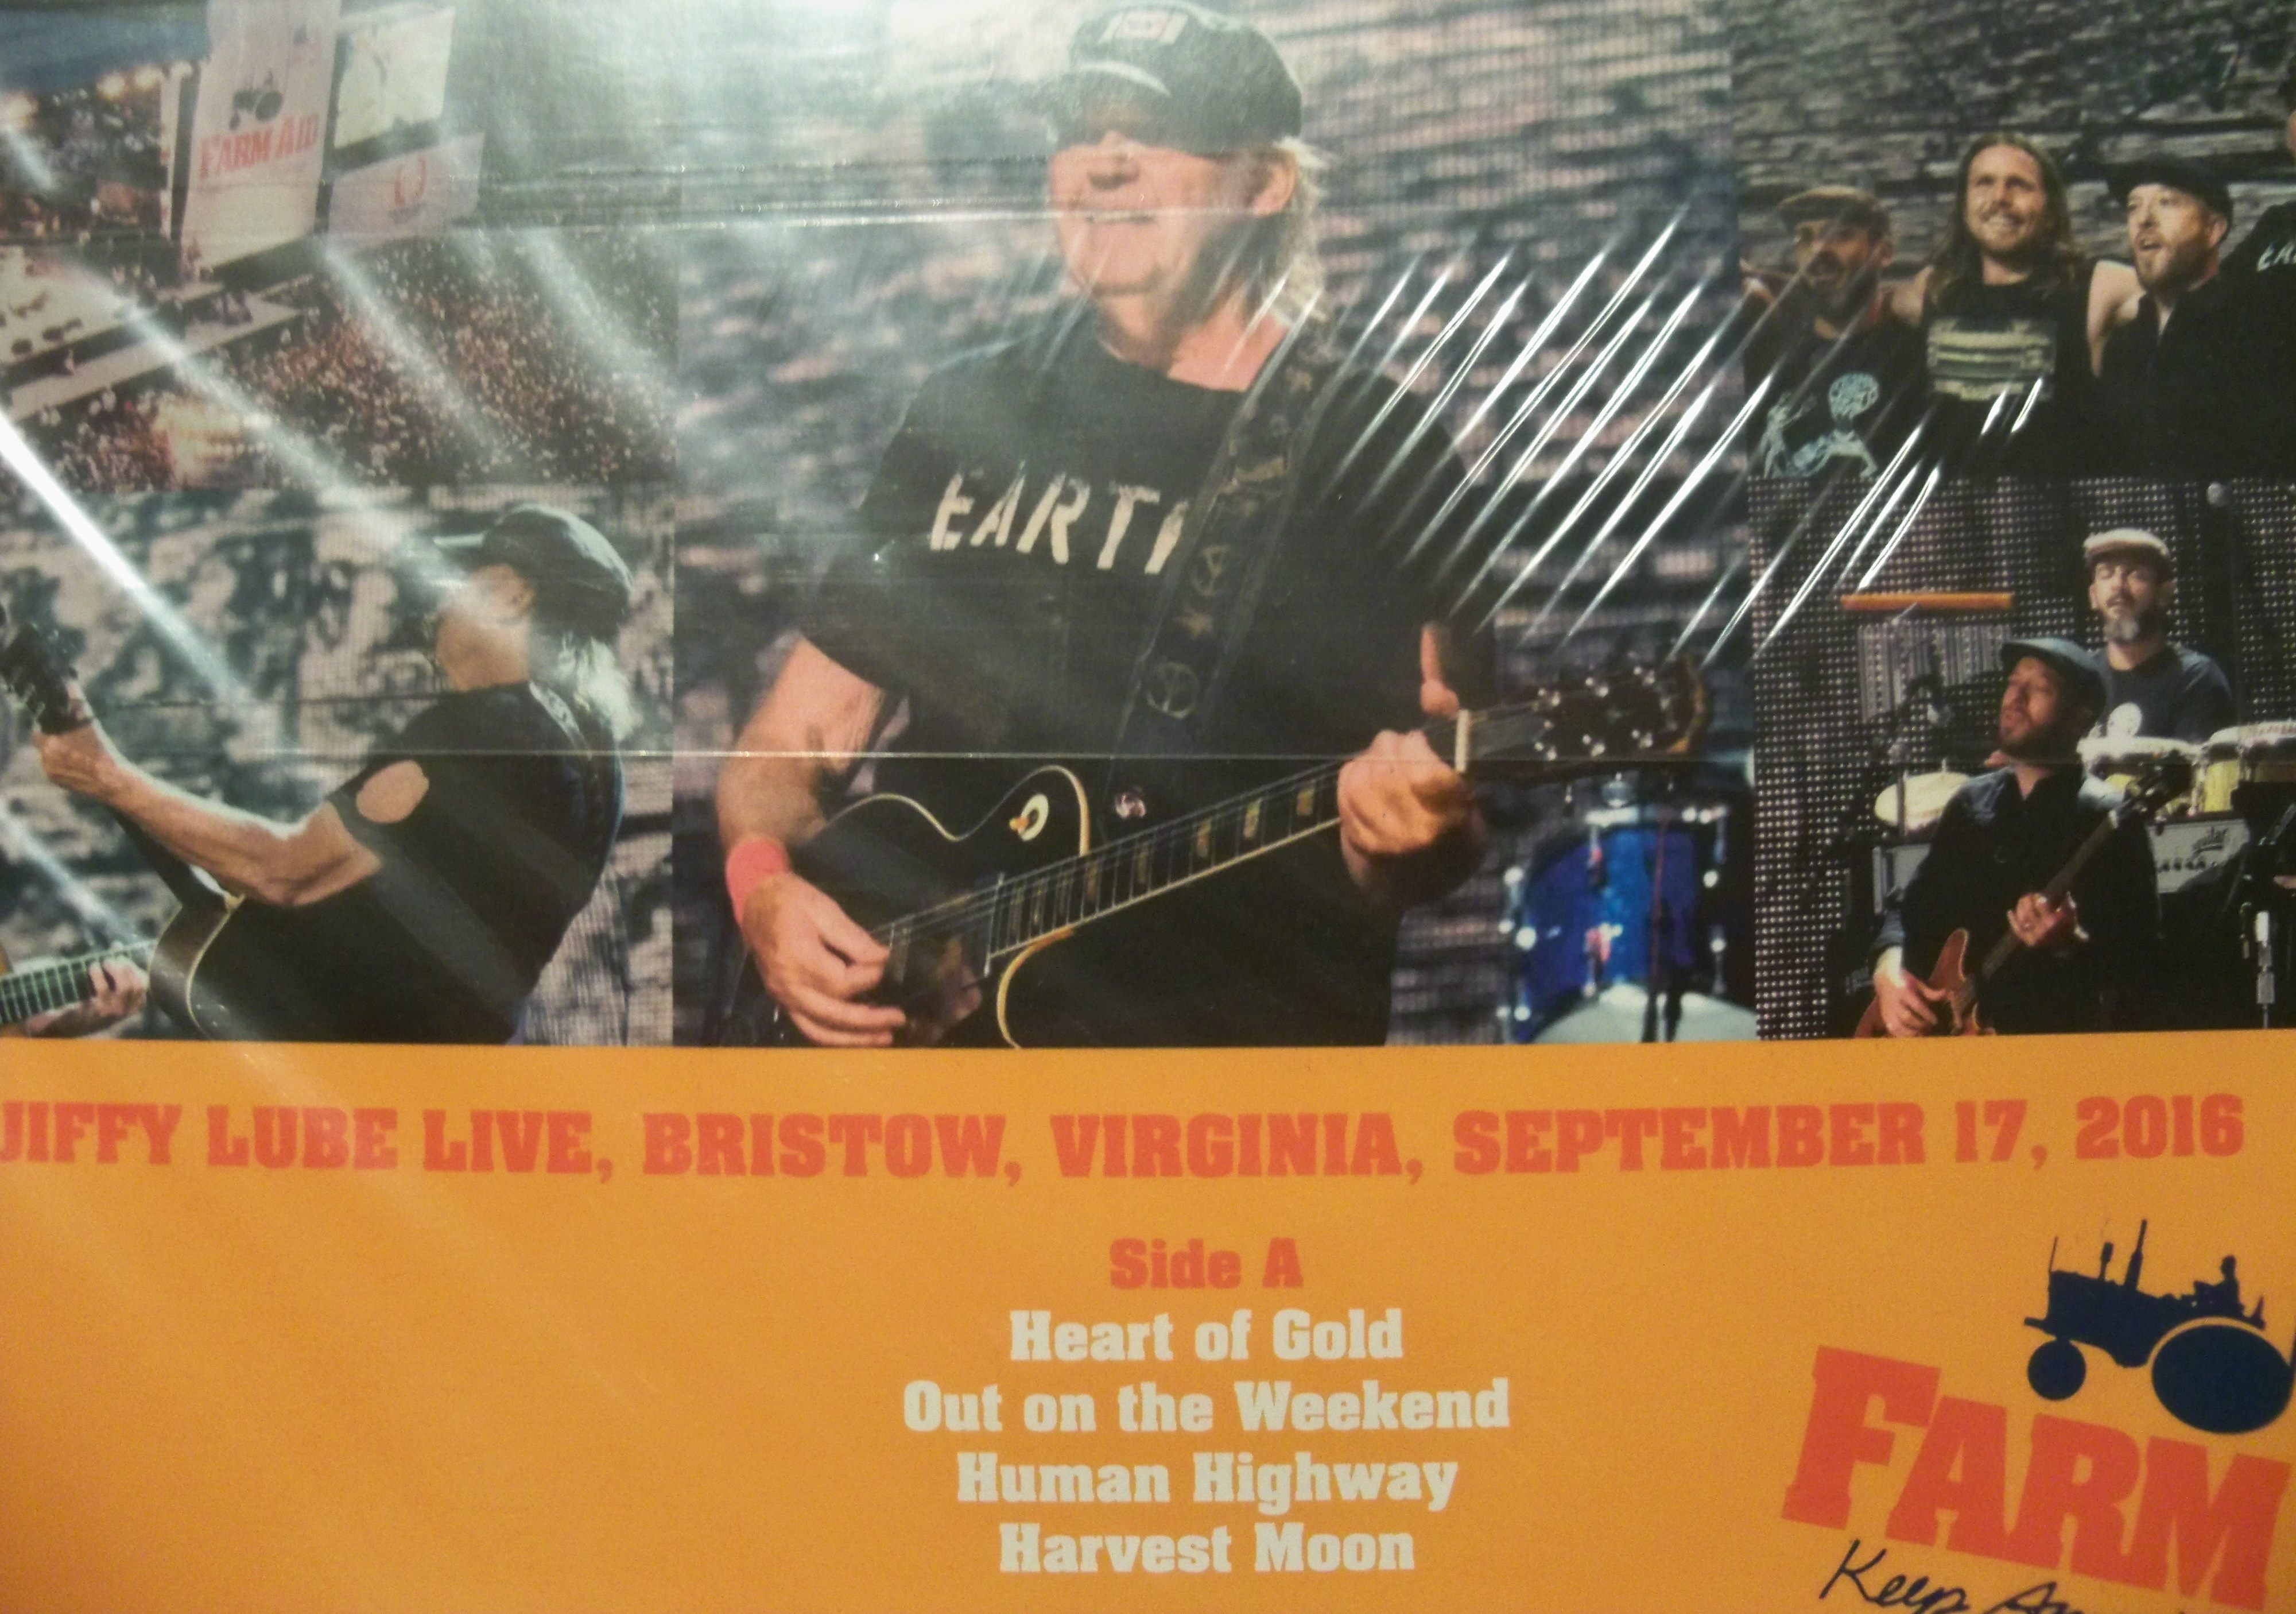 FARM AID
EARTH
JIFFY LUBE LIVE, BRISTOW, VIRGINIA, SEPTEMBER 17, 2016
Side A
Heart of Gold
Out on the Weekend
Human Highway
Harvest Moon
FARM
Keep